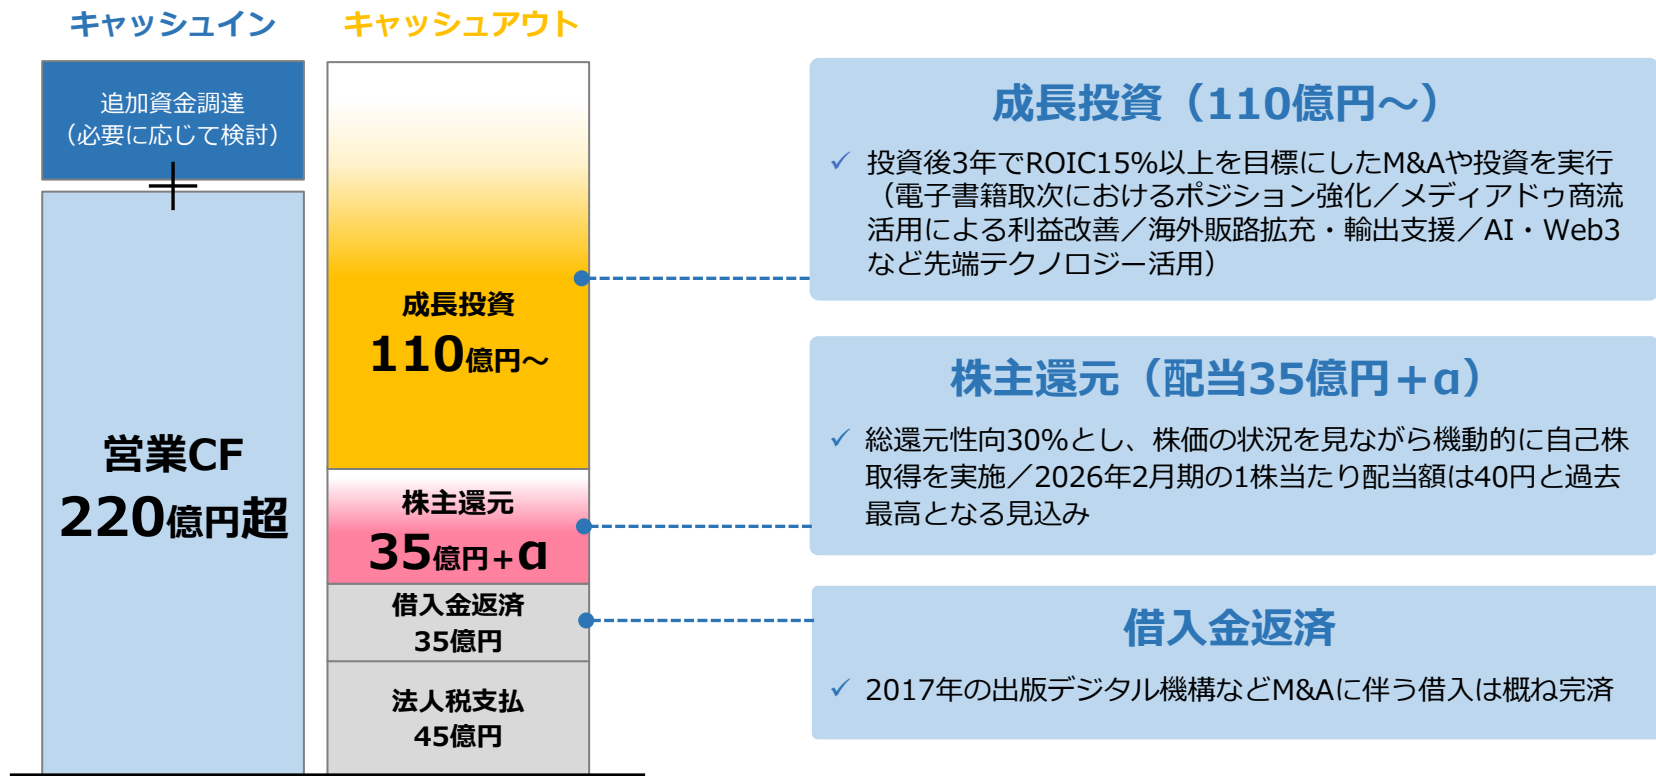 キャッシュイン
キャッシュアウト
追加資金調達
（必要に応じて検討）
営業CF
220億円超
成長投資
110億円～
株主還元
35億円+α
借入金返済
35億円
法人税支払
45億円
成長投資（110億円～）
✓ 投資後3年でROIC15%以上を目標にしたM&Aや投資を実行
（電子書籍取次におけるポジション強化／メディアドゥ商流
活用による利益改善／海外販路拡充・輸出支援／AI・Web3
など先端テクノロジー活用）
株主還元（配当35億円＋α）
✓ 総還元性向30%とし、株価の状況を見ながら機動的に自己株
取得を実施／2026年2月期の1株当たり配当額は40円と過去
最高となる見込み
借入金返済
✓ 2017年の出版デジタル機構などM&Aに伴う借入は概ね完済